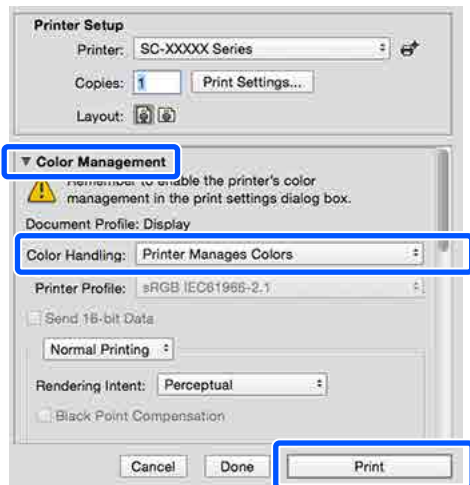 Printer Setup
Printer: SC-XXXXX Series
Copies: 1 Print Settings...
Layout:
▼ Color Management
Remember to enable the printer's color
management in the print settings dialog box.
Document Profile: Display
Color Handling: Printer Manages Colors
Printer Profile: sRGB IEC61966-2.1
Send 16-bit Data
Normal Printing
Rendering Intent: Perceptual
Black Point Compensation
Cancel Done Print